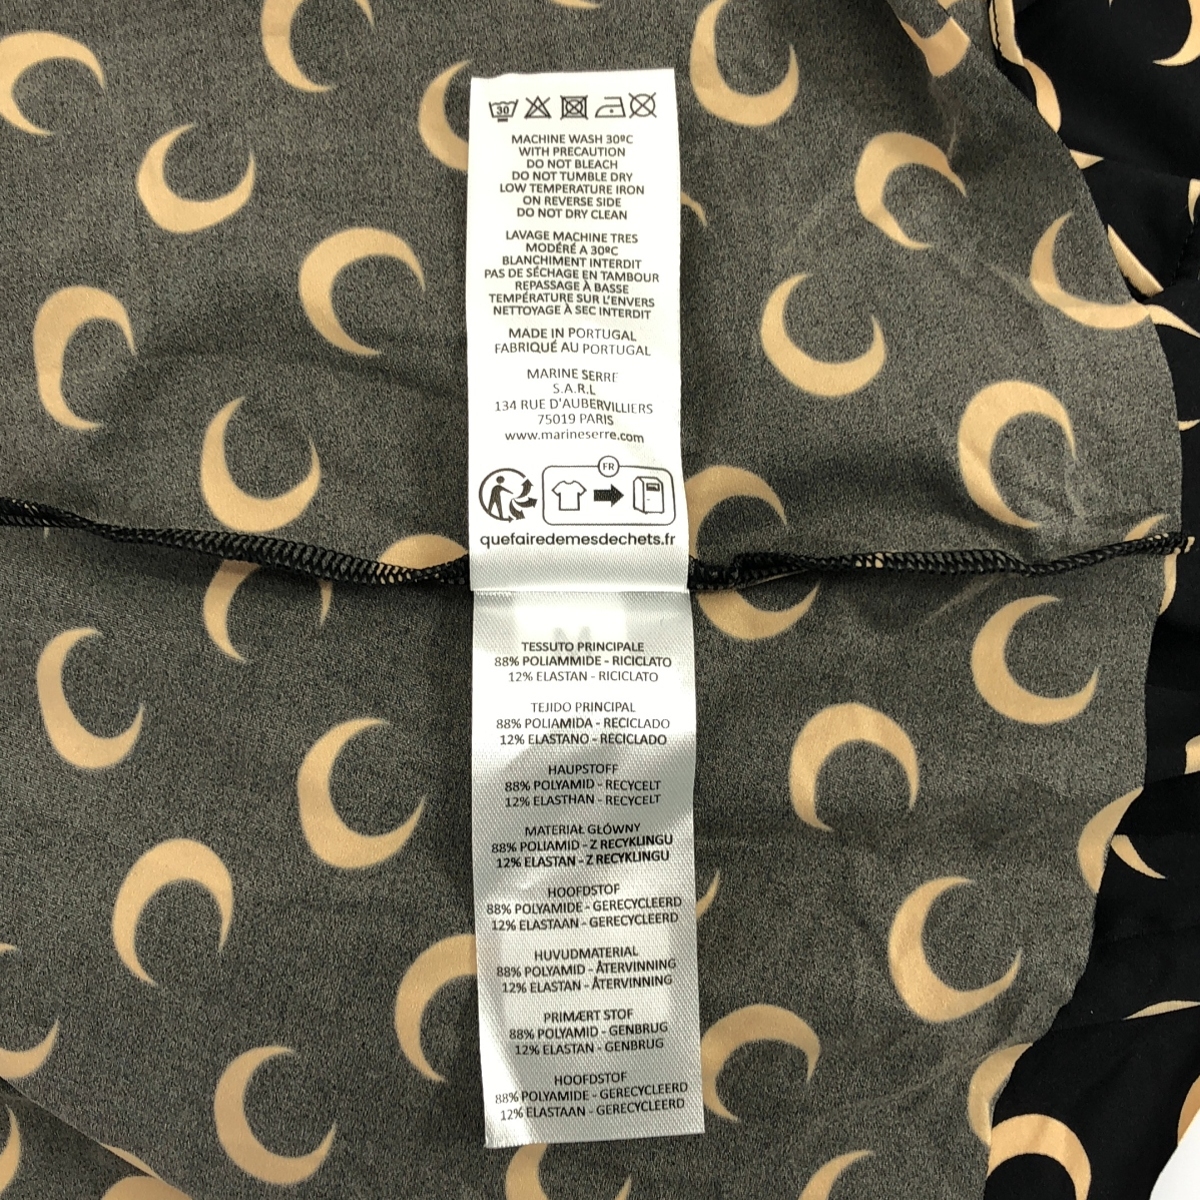 30
MACHINE WASH 30ºC
WITH PRECAUTION
DO NOT BLEACH
DO NOT TUMBLE DRY
LOW TEMPERATURE IRON
ON REVERSE SIDE
DO NOT DRY CLEAN
LAVAGE MACHINE TRES
MODÉRÉ A 30ºC
BLANCHIMENT INTERDIT
PAS DE SÉCHAGE EN TAMBOUR
REPASSAGE À BASSE
TEMPÉRATURE SUR L'ENVERS
NETTOYAGE À SEC INTERDIT
MADE IN PORTUGAL
FABRIQUÉ AU PORTUGAL
MARINE SERRE
S.A.R.L
134 RUE D'AUBERVILLIERS
75019 PARIS
www.marineserre.com
FR
quefairedemesdechets.fr
TESSUTO PRINCIPALE
88% POLIAMMIDE - RICICLATO
12% ELASTAN - RICICLATO
TEJIDO PRINCIPAL
88% POLIAMIDA - RECICLADO
12% ELASTANO - RECICLADO
HAUPSTOFF
88% POLYAMID - RECYCELT
12% ELASTHAN - RECYCELT
MATERIAŁ GŁÓWNY
88% POLIAMID - Z RECYKLINGU
12% ELASTAN - Z RECYKLINGU
HOOFDSTOF
88% POLYAMIDE - GERECYCLEERD
12% ELASTAAN - GERECYCLEERD
HUVUDMATERIAL
88% POLYAMID - ÅTERVINNING
12% ELASTAN - ÅTERVINNING
PRIMÆRT STOF
88% POLYAMID - GENBRUG
12% ELASTAN - GENBRUG
HOOFDSTOF
88% POLYAMIDE - GERECYCLEERD
12% ELASTAAN - GERECYCLEERD